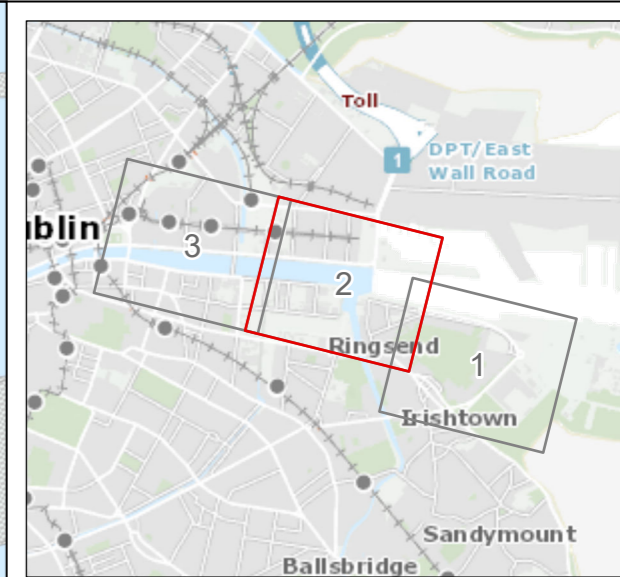 Toll
1
DPT/East
Wall Road
ublin
3
2
Ringsend
1
Irishtown
Sandymount
Ballsbridge